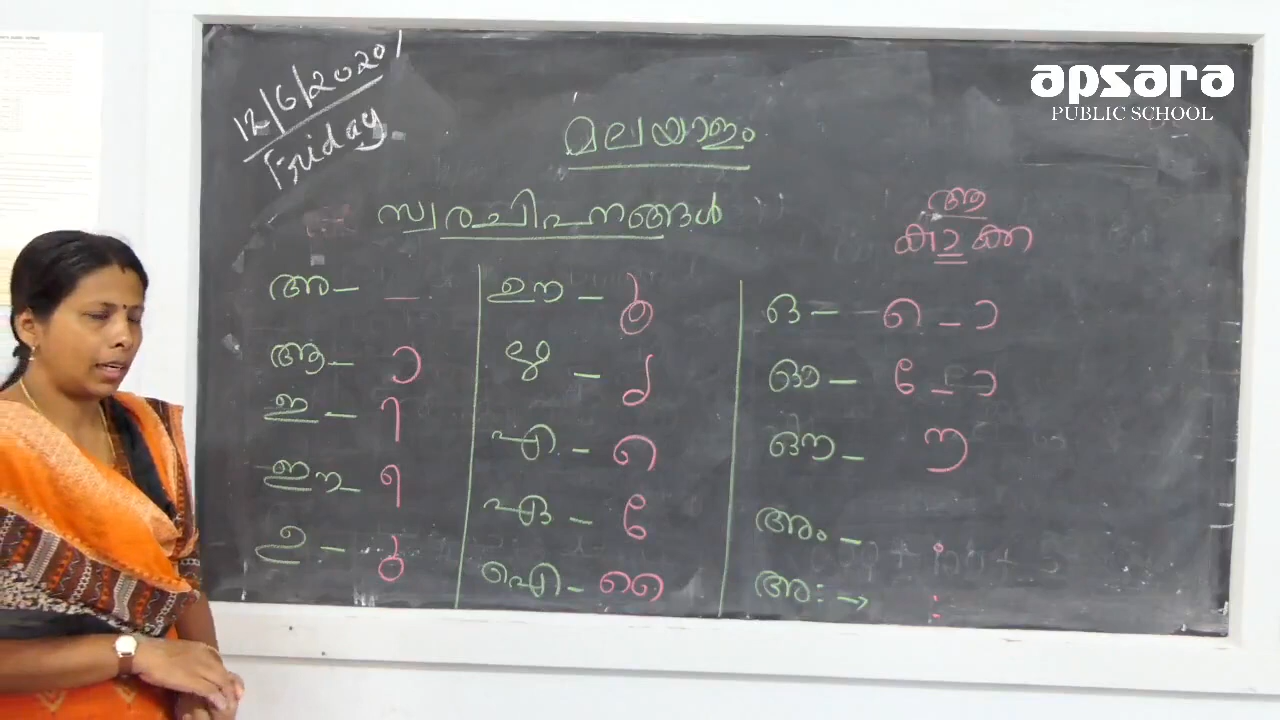 12/6/2020
Friday
apsara
PUBLIC SCHOOL
മലയാളം
സ്വരചിഹ്നങ്ങൾ
അ –  _
ആ –  ാ
ഇ –  ി
ഈ –  ീ
ഉ –  ു
ഊ –  ൂ
ഋ –  ൃ
എ –  െ
ഏ –  േ
ഐ –  ൈ
ആ
കാക്ക
ഒ –  െ – ാ
ഓ –  േ – ാ
ഔ –  ൗ
അം –  ം
അഃ →  ഃ